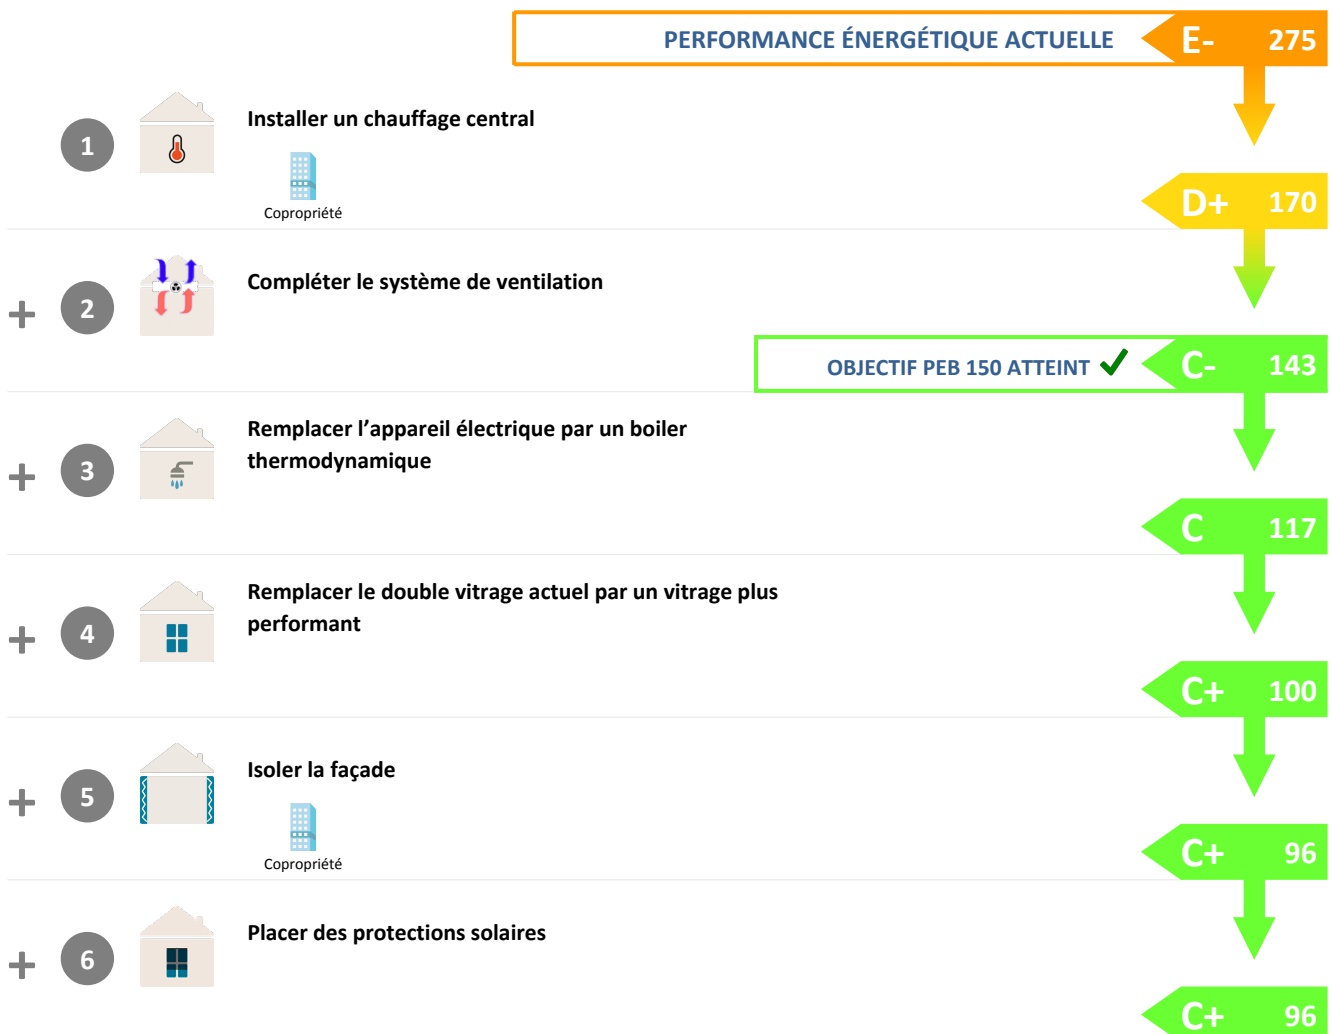 PERFORMANCE ÉNERGÉTIQUE ACTUELLE E- 275
1 Installer un chauffage central
Copropriété
D+ 170
+ 2 Compléter le système de ventilation
OBJECTIF PEB 150 ATTEINT C- 143
+ 3 Remplacer l’appareil électrique par un boiler
thermodynamique
C 117
+ 4 Remplacer le double vitrage actuel par un vitrage plus
performant
C+ 100
+ 5 Isoler la façade
Copropriété
C+ 96
+ 6 Placer des protections solaires
C+ 96